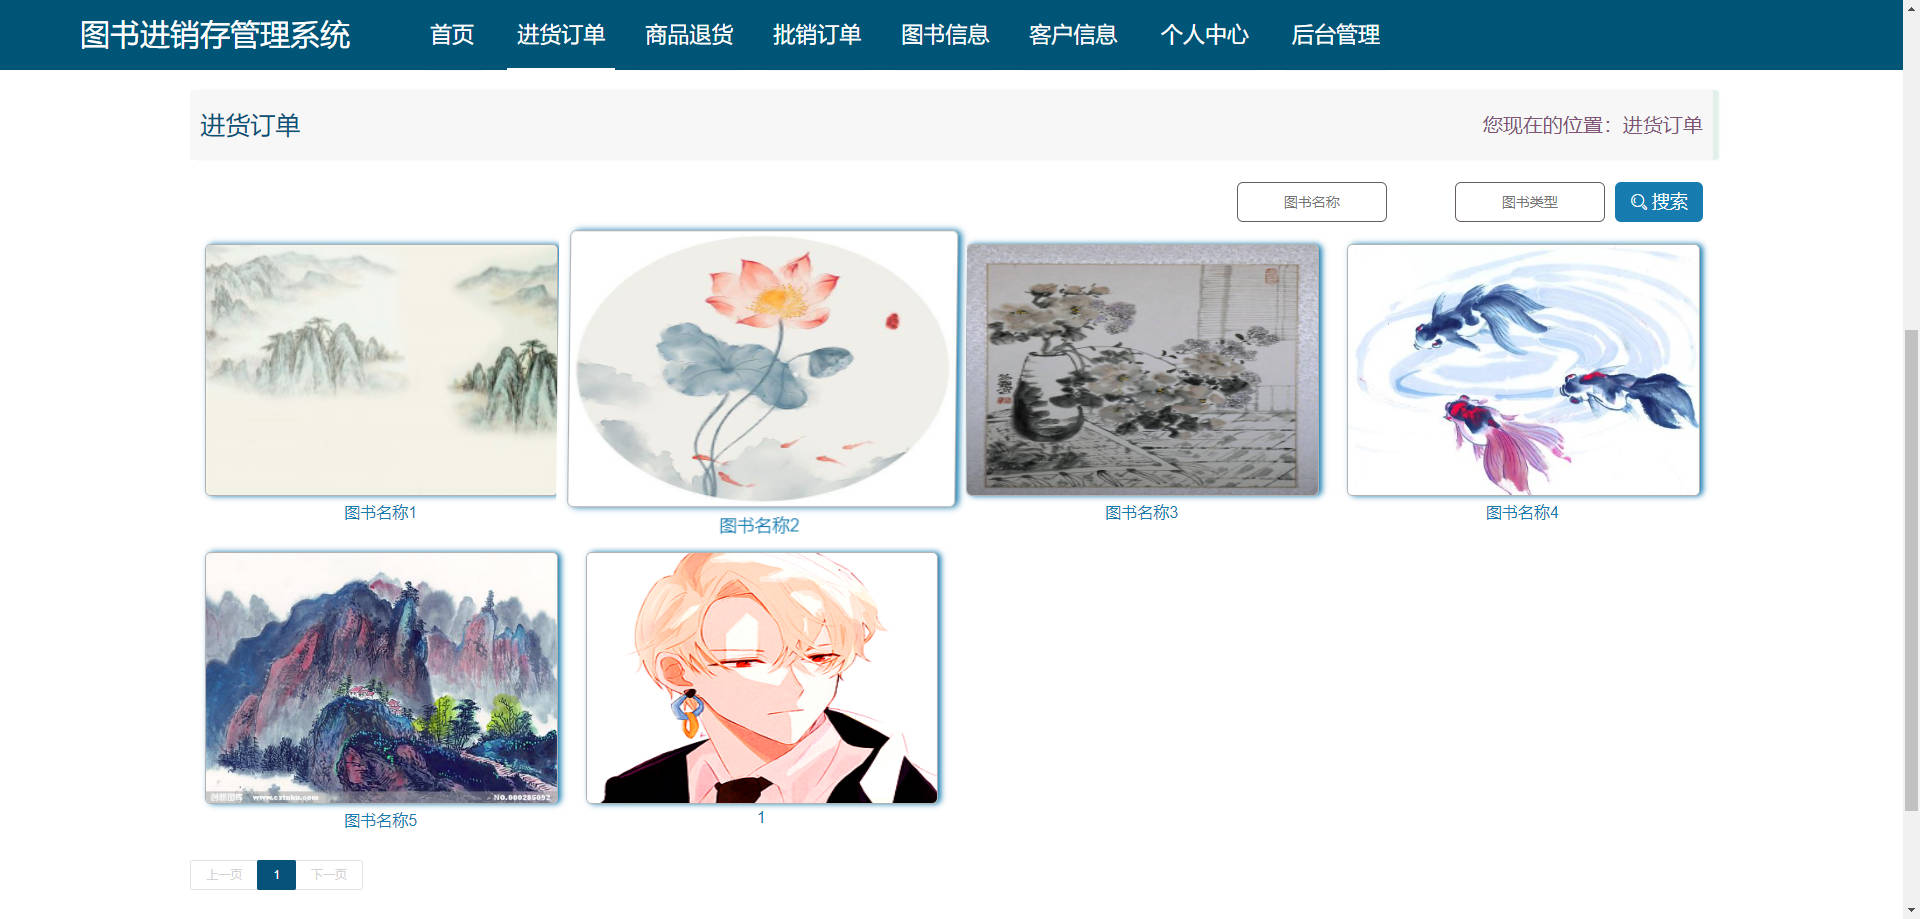 图书进销存管理系统 首页 进货订单 商品退货 批销订单 图书信息 客户信息 个人中心 后台管理
进货订单 您现在的位置：进货订单
图书名称 图书类型 搜索
图书名称1 图书名称2 图书名称3 图书名称4
www.cxtuku.com NO.000285092
图书名称5 1
上一页 1 下一页